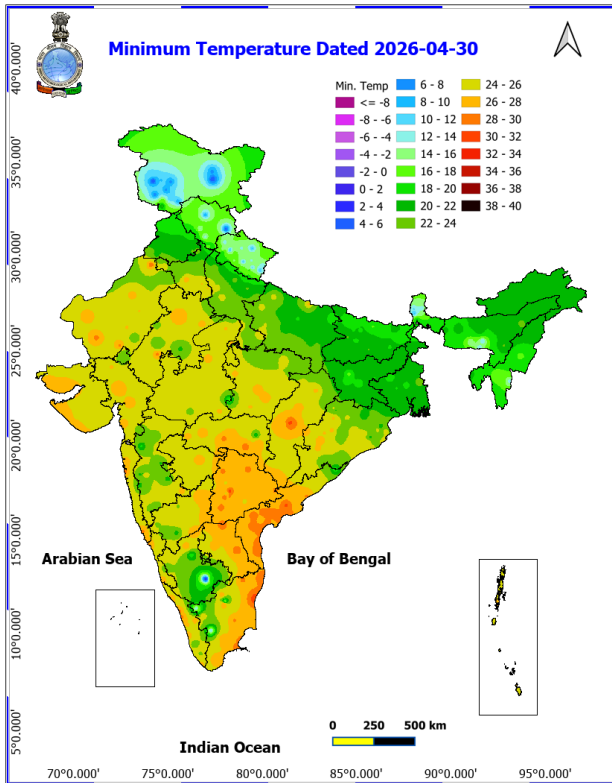 Minimum Temperature Dated 2026-04-30
Min. Temp
<= -8
-8 - -6
-6 - -4
-4 - -2
-2 - 0
0 - 2
2 - 4
4 - 6
6 - 8
8 - 10
10 - 12
12 - 14
14 - 16
16 - 18
18 - 20
20 - 22
22 - 24
24 - 26
26 - 28
28 - 30
30 - 32
32 - 34
34 - 36
36 - 38
38 - 40
40°0.000'
35°0.000'
30°0.000'
25°0.000'
20°0.000'
15°0.000'
10°0.000'
5°0.000'
Arabian Sea
Bay of Bengal
Indian Ocean
0 250 500 km
70°0.000' 75°0.000' 80°0.000' 85°0.000' 90°0.000' 95°0.000'